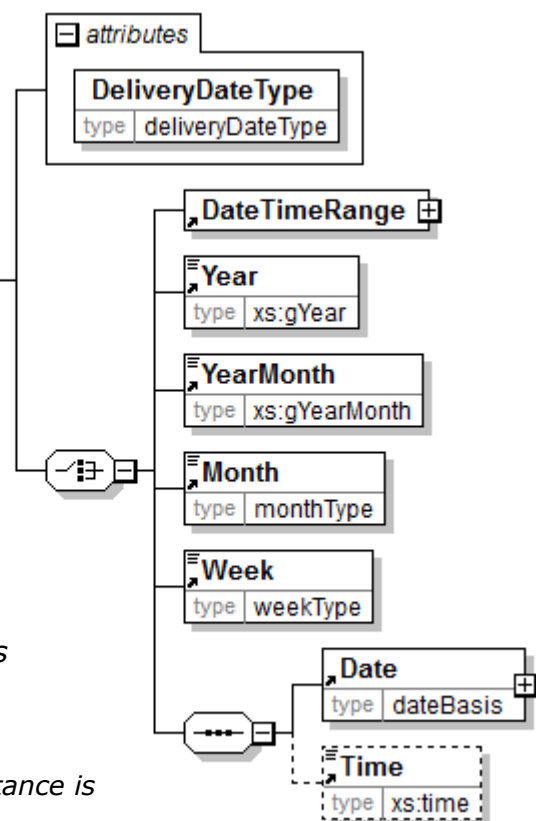 attributes
DeliveryDateType
type deliveryDateType
DateTimeRange
Year
type xs:gYear
YearMonth
type xs:gYearMonth
Month
type monthType
Week
type weekType
Date
type dateBasis
Time
type xs:time
is